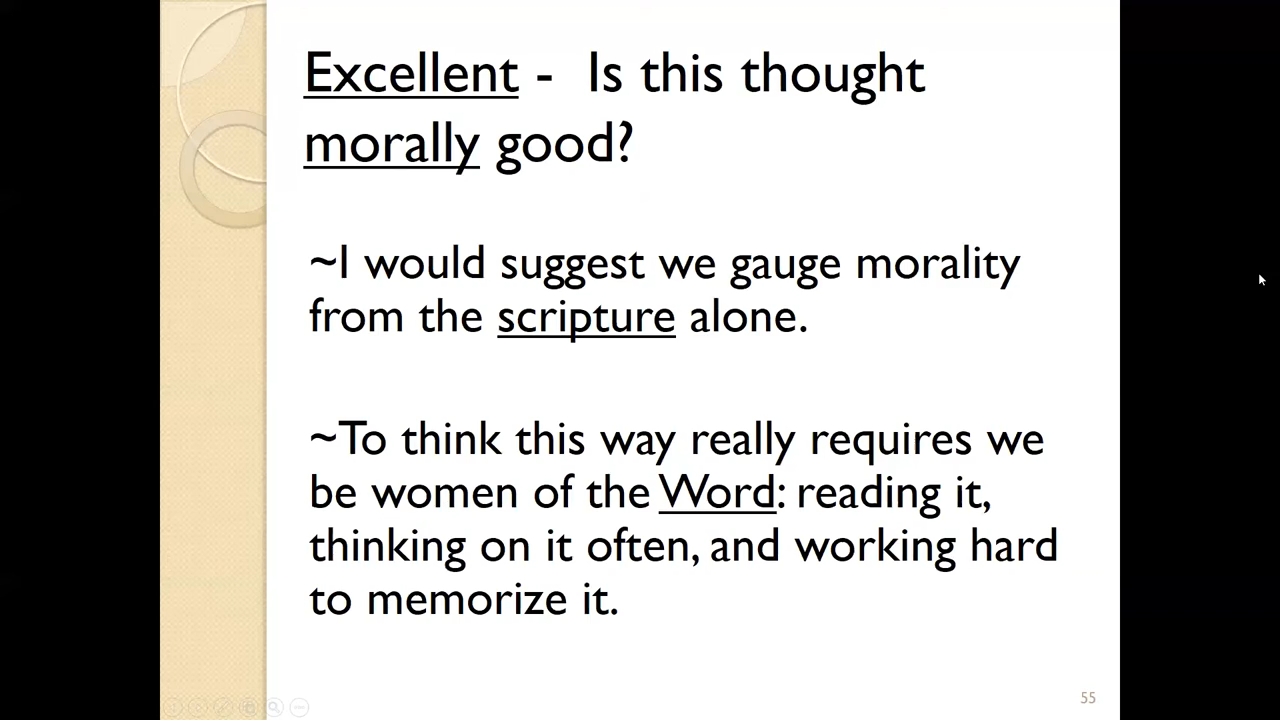 Excellent - Is this thought
morally good?
~I would suggest we gauge morality
from the scripture alone.
~To think this way really requires we
be women of the Word: reading it,
thinking on it often, and working hard
to memorize it.
55